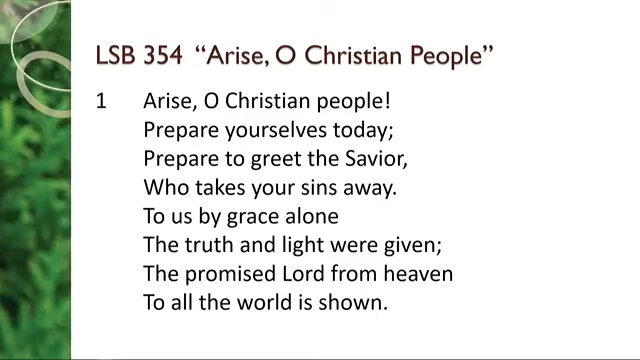 LSB 354 “Arise, O Christian People”
1 Arise, O Christian people!
Prepare yourselves today;
Prepare to greet the Savior,
Who takes your sins away.
To us by grace alone
The truth and light were given;
The promised Lord from heaven
To all the world is shown.